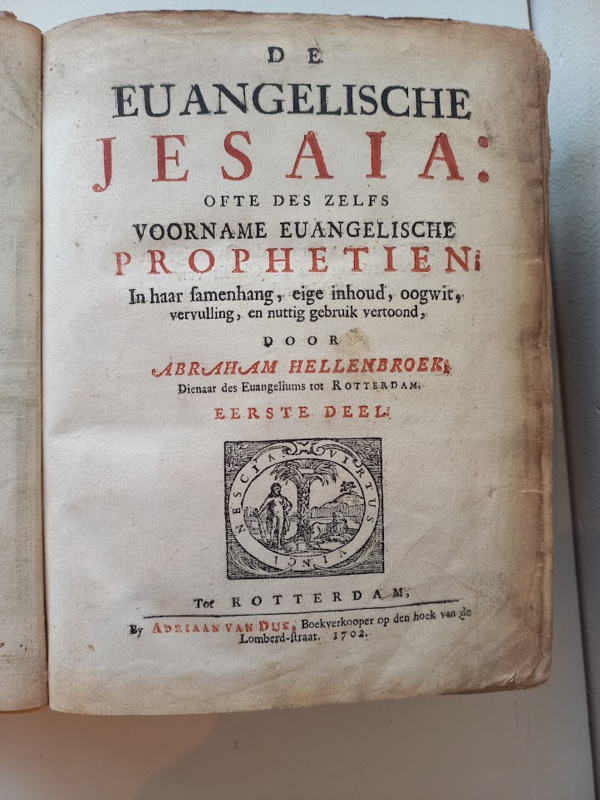 DE
EUANGELISCHE
JESAIA:
OFTE DES ZELFS
VOORNAME EUANGELISCHE
PROPHETIEN:
In haar ſamenhang, eige inhoud, oogwit,
vervulling, en nuttig gebruik vertoond,
DOOR
ABRAHAM HELLENBROEK,
Dienaar des Euangeliums tot ROTTERDAM.
EERSTE DEEL.
NESCIA VIRTUS VINCI
Tot ROTTERDAM,
By ADRIAAN VAN DIJK, Boekverkooper op den hoek van de
Lomberd-ſtraat. 1702.